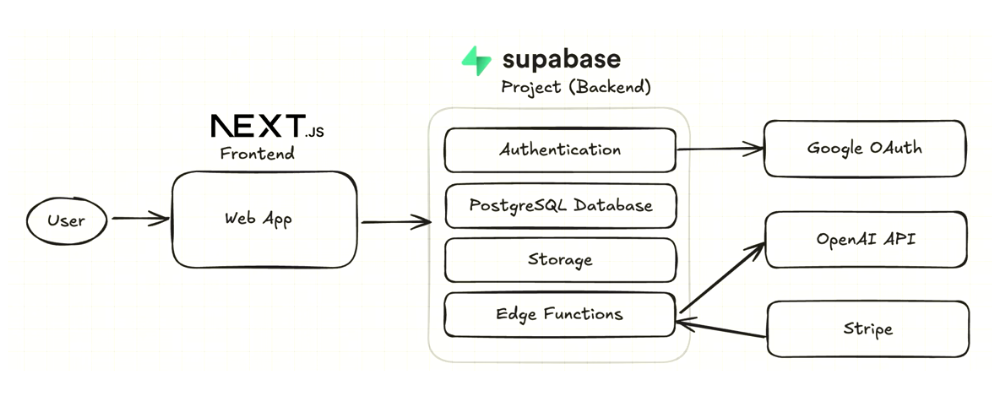 supabase
Project (Backend)
NEXT.JS
Frontend
User
Web App
Authentication
PostgreSQL Database
Storage
Edge Functions
Google OAuth
OpenAI API
Stripe